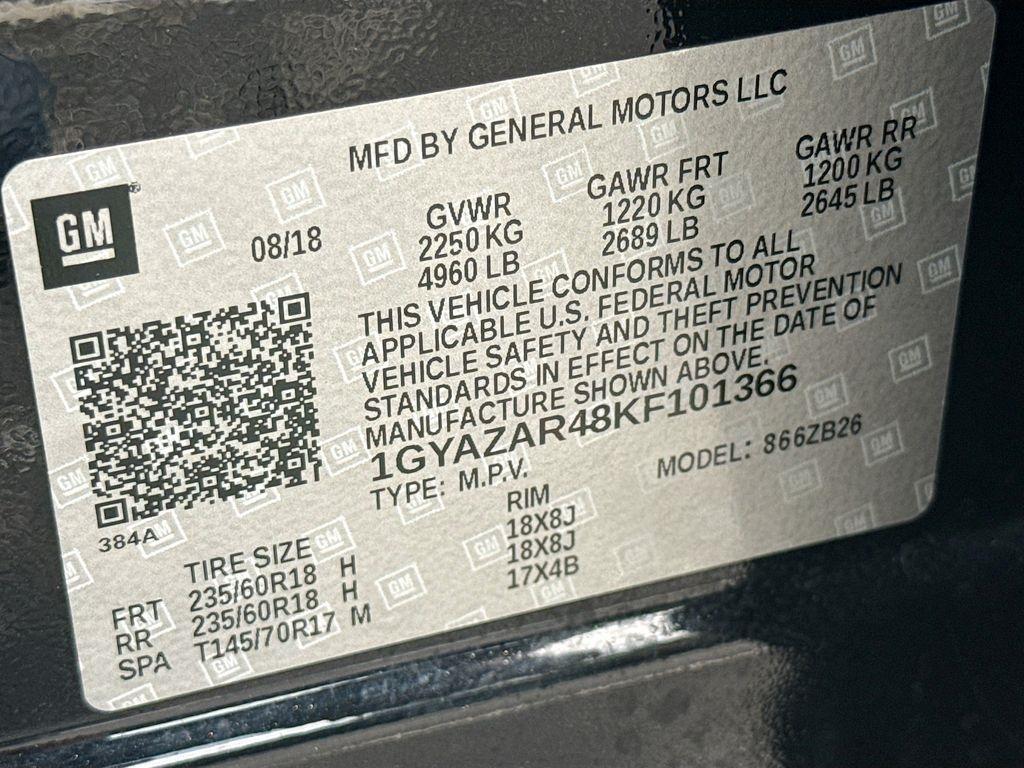 MFD BY GENERAL MOTORS LLC
GM
08/18
GVWR
2250 KG
4960 LB
GAWR FRT
1220 KG
2689 LB
GAWR RR
1200 KG
2645 LB
THIS VEHICLE CONFORMS TO ALL
APPLICABLE U.S. FEDERAL MOTOR
VEHICLE SAFETY AND THEFT PREVENTION
STANDARDS IN EFFECT ON THE DATE OF
MANUFACTURE SHOWN ABOVE.
1GYAZAR48KF101366
TYPE: M.P.V.
MODEL: 866ZB26
384A
TIRE SIZE RIM
FRT 235/60R18 H 18X8J
RR 235/60R18 H 18X8J
SPA T145/70R17 M 17X4B